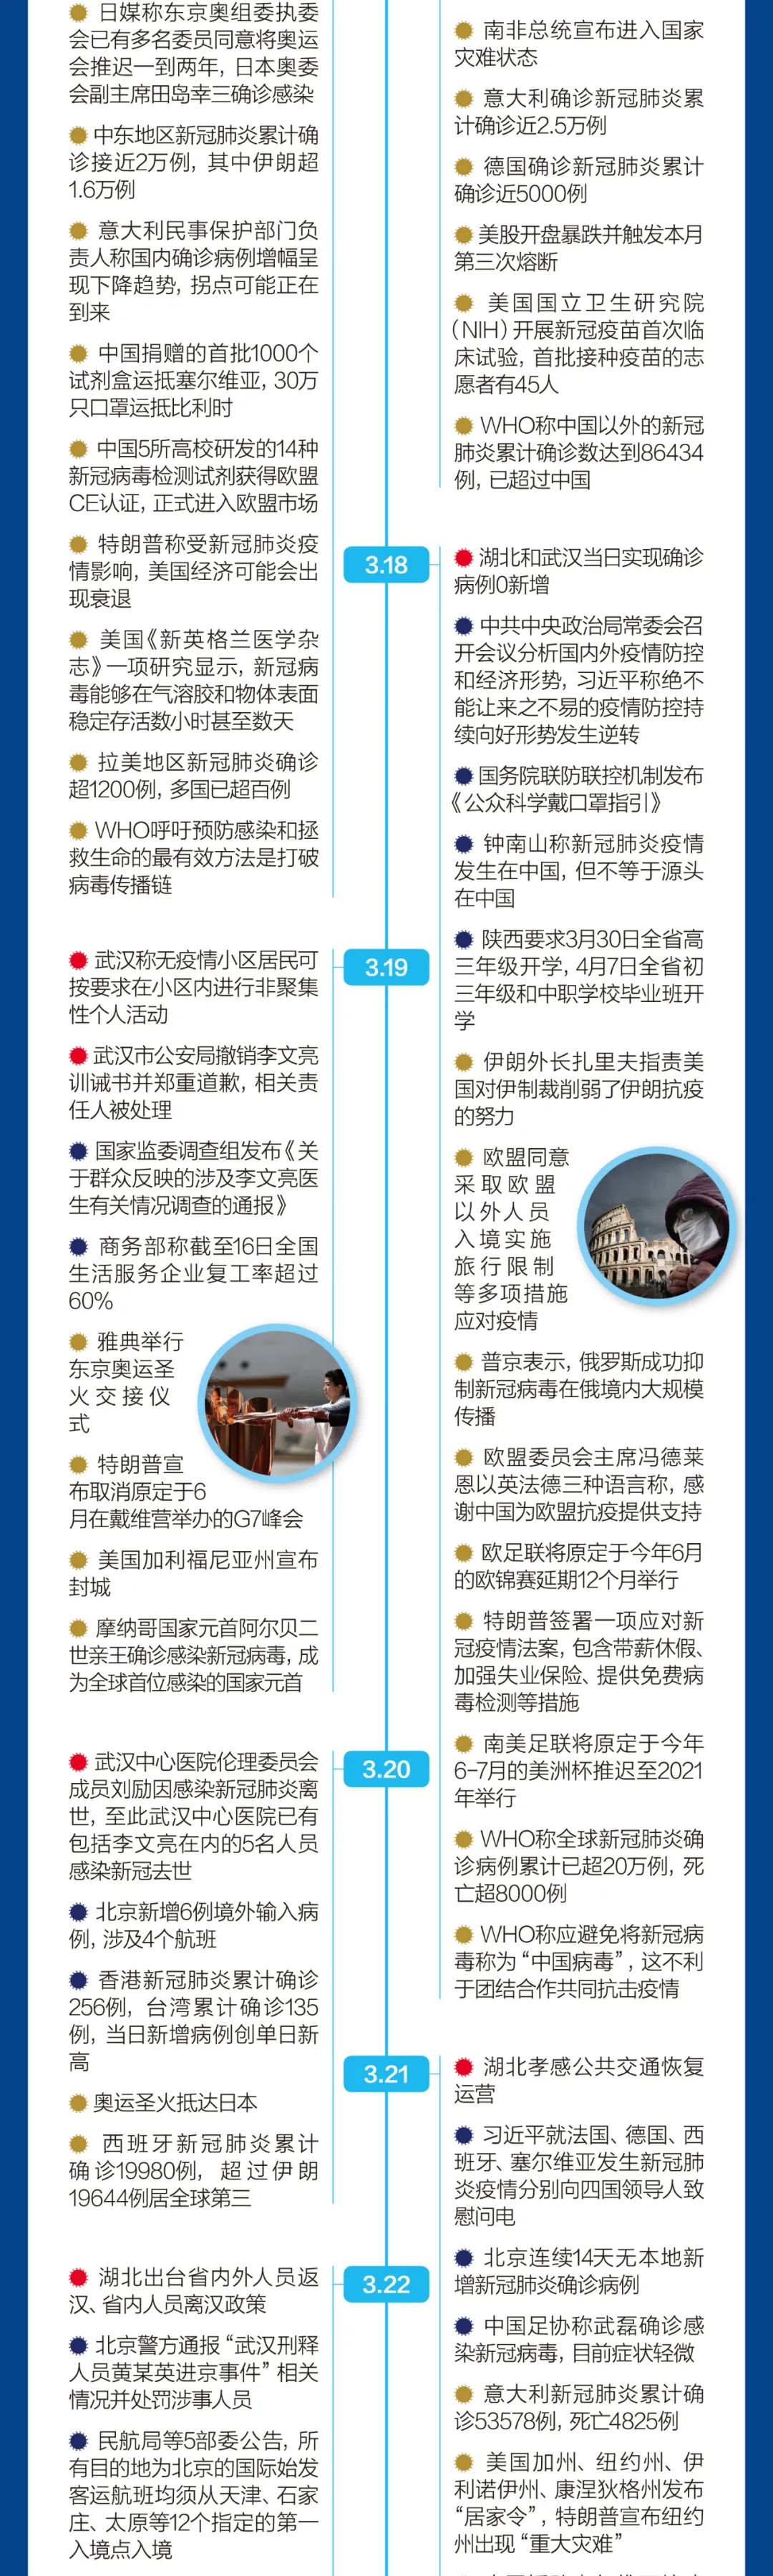 日媒称东京奥组委执委
会已有多名委员同意将奥运
会推迟一到两年，日本奥委
会副主席田岛幸三确诊感染
中东地区新冠肺炎累计确
诊接近2万例，其中伊朗超
1.6万例
意大利民事保护部门负
责人称国内确诊病例增幅呈
现下降趋势，拐点可能正在
到来
中国捐赠的首批1000个
试剂盒运抵塞尔维亚，30万
只口罩运抵比利时
中国5所高校研发的14种
新冠病毒检测试剂获得欧盟
CE认证，正式进入欧盟市场
特朗普称受新冠肺炎疫
情影响，美国经济可能会出
现衰退
美国《新英格兰医学杂
志》一项研究显示，新冠病
毒能够在气溶胶和物体表面
稳定存活数小时甚至数天
拉美地区新冠肺炎确诊
超1200例，多国已超百例
WHO呼吁预防感染和拯
救生命的最有效方法是打破
病毒传播链
南非总统宣布进入国家
灾难状态
意大利确诊新冠肺炎累
计确诊近2.5万例
德国确诊新冠肺炎累计
确诊近5000例
美股开盘暴跌并触发本月
第三次熔断
美国国立卫生研究院
（NIH）开展新冠疫苗首次临
床试验，首批接种疫苗的志
愿者有45人
WHO称中国以外的新冠
肺炎累计确诊数达到86434
例，已超过中国
3.18
湖北和武汉当日实现确诊
病例0新增
中共中央政治局常委会召
开会议分析国内外疫情防控
和经济形势，习近平称绝不
能让来之不易的疫情防控持
续向好形势发生逆转
国务院联防联控机制发布
《公众科学戴口罩指引》
钟南山称新冠肺炎疫情
发生在中国，但不等于源头
在中国
陕西要求3月30日全省高
三年级开学，4月7日全省初
三年级和中职学校毕业班开
学
伊朗外长扎里夫指责美
国对伊制裁削弱了伊朗抗疫
的努力
欧盟同意
采取欧盟
以外人员
入境实施
旅行限制
等多项措施
应对疫情
普京表示，俄罗斯成功抑
制新冠病毒在俄境内大规模
传播
欧盟委员会主席冯德莱
恩以英法德三种语言称，感
谢中国为欧盟抗疫提供支持
欧足联将原定于今年6月
的欧锦赛延期12个月举行
特朗普签署一项应对新
冠疫情法案，包含带薪休假、
加强失业保险、提供免费病
毒检测等措施
南美足联将原定于今年
6-7月的美洲杯推迟至2021
年举行
WHO称全球新冠肺炎确
诊病例累计已超20万例，死
亡超8000例
WHO称应避免将新冠病
毒称为“中国病毒”，这不利
于团结合作共同抗击疫情
3.19
武汉称无疫情小区居民可
按要求在小区内进行非聚集
性个人活动
武汉市公安局撤销李文亮
训诫书并郑重道歉，相关责
任人被处理
国家监委调查组发布《关
于群众反映的涉及李文亮医
生有关情况调查的通报》
商务部称截至16日全国
生活服务企业复工率超过
60%
雅典举行
东京奥运圣
火交接仪
式
特朗普宣
布取消原定于6
月在戴维营举办的G7峰会
美国加利福尼亚州宣布
封城
摩纳哥国家元首阿尔贝二
世亲王确诊感染新冠病毒，成
为全球首位感染的国家元首
3.20
武汉中心医院伦理委员会
成员刘励因感染新冠肺炎离
世，至此武汉中心医院已有
包括李文亮在内的5名人员
感染新冠去世
北京新增6例境外输入病
例，涉及4个航班
香港新冠肺炎累计确诊
256例，台湾累计确诊135
例，当日新增病例创单日新
高
奥运圣火抵达日本
西班牙新冠肺炎累计
确诊19980例，超过伊朗
19644例居全球第三
3.21
湖北孝感公共交通恢复
运营
习近平就法国、德国、西
班牙、塞尔维亚发生新冠肺
炎疫情分别向四国领导人致
慰问电
北京连续14天无本地新
增新冠肺炎确诊病例
中国足协称武磊确诊感
染新冠病毒，目前症状轻微
意大利新冠肺炎累计确
诊53578例，死亡4825例
美国加州、纽约州、伊
利诺伊州、康涅狄格州发布
“居家令”，特朗普宣布纽约
州出现“重大灾难”
3.22
湖北出台省内外人员返
汉、省内人员离汉政策
北京警方通报“武汉刑释
人员黄某英进京事件”相关
情况并处罚涉事人员
民航局等5部委公告，所
有目的地为北京的国际始发
客运航班均须从天津、石家
庄、太原等12个指定的第一
入境点入境